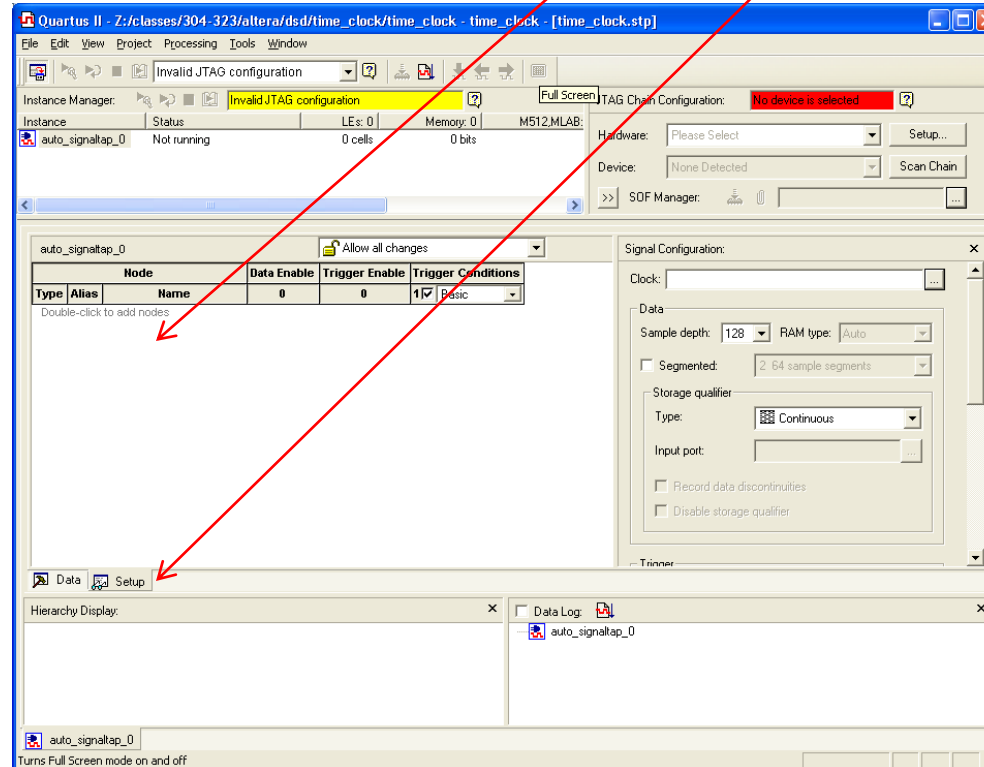 Quartus II - Z:/classes/304-323/altera/dsd/time_clock/time_clock - time_clock - [time_clock.stp]
File Edit View Project Processing Tools Window
Invalid JTAG configuration
Full Screen
Instance Manager: Invalid JTAG configuration
JTAG Chain Configuration: No device is selected
Instance Status LEs: 0 Memory: 0 M512,MLAB:
auto_signaltap_0 Not running 0 cells 0 bits
Hardware: Please Select Setup...
Device: None Detected Scan Chain
>> SOF Manager: ...
auto_signaltap_0 Allow all changes
Node Data Enable Trigger Enable Trigger Conditions
Type Alias Name 0 0 1 Basic
Double-click to add nodes
Signal Configuration:
Clock: ...
Data
Sample depth: 128 RAM type: Auto
Segmented: 2 64 sample segments
Storage qualifier
Type: Continuous
Input port: ...
Record data discontinuities
Disable storage qualifier
Trigger
Data Setup
Hierarchy Display:
Data Log:
auto_signaltap_0
auto_signaltap_0
Turns Full Screen mode on and off